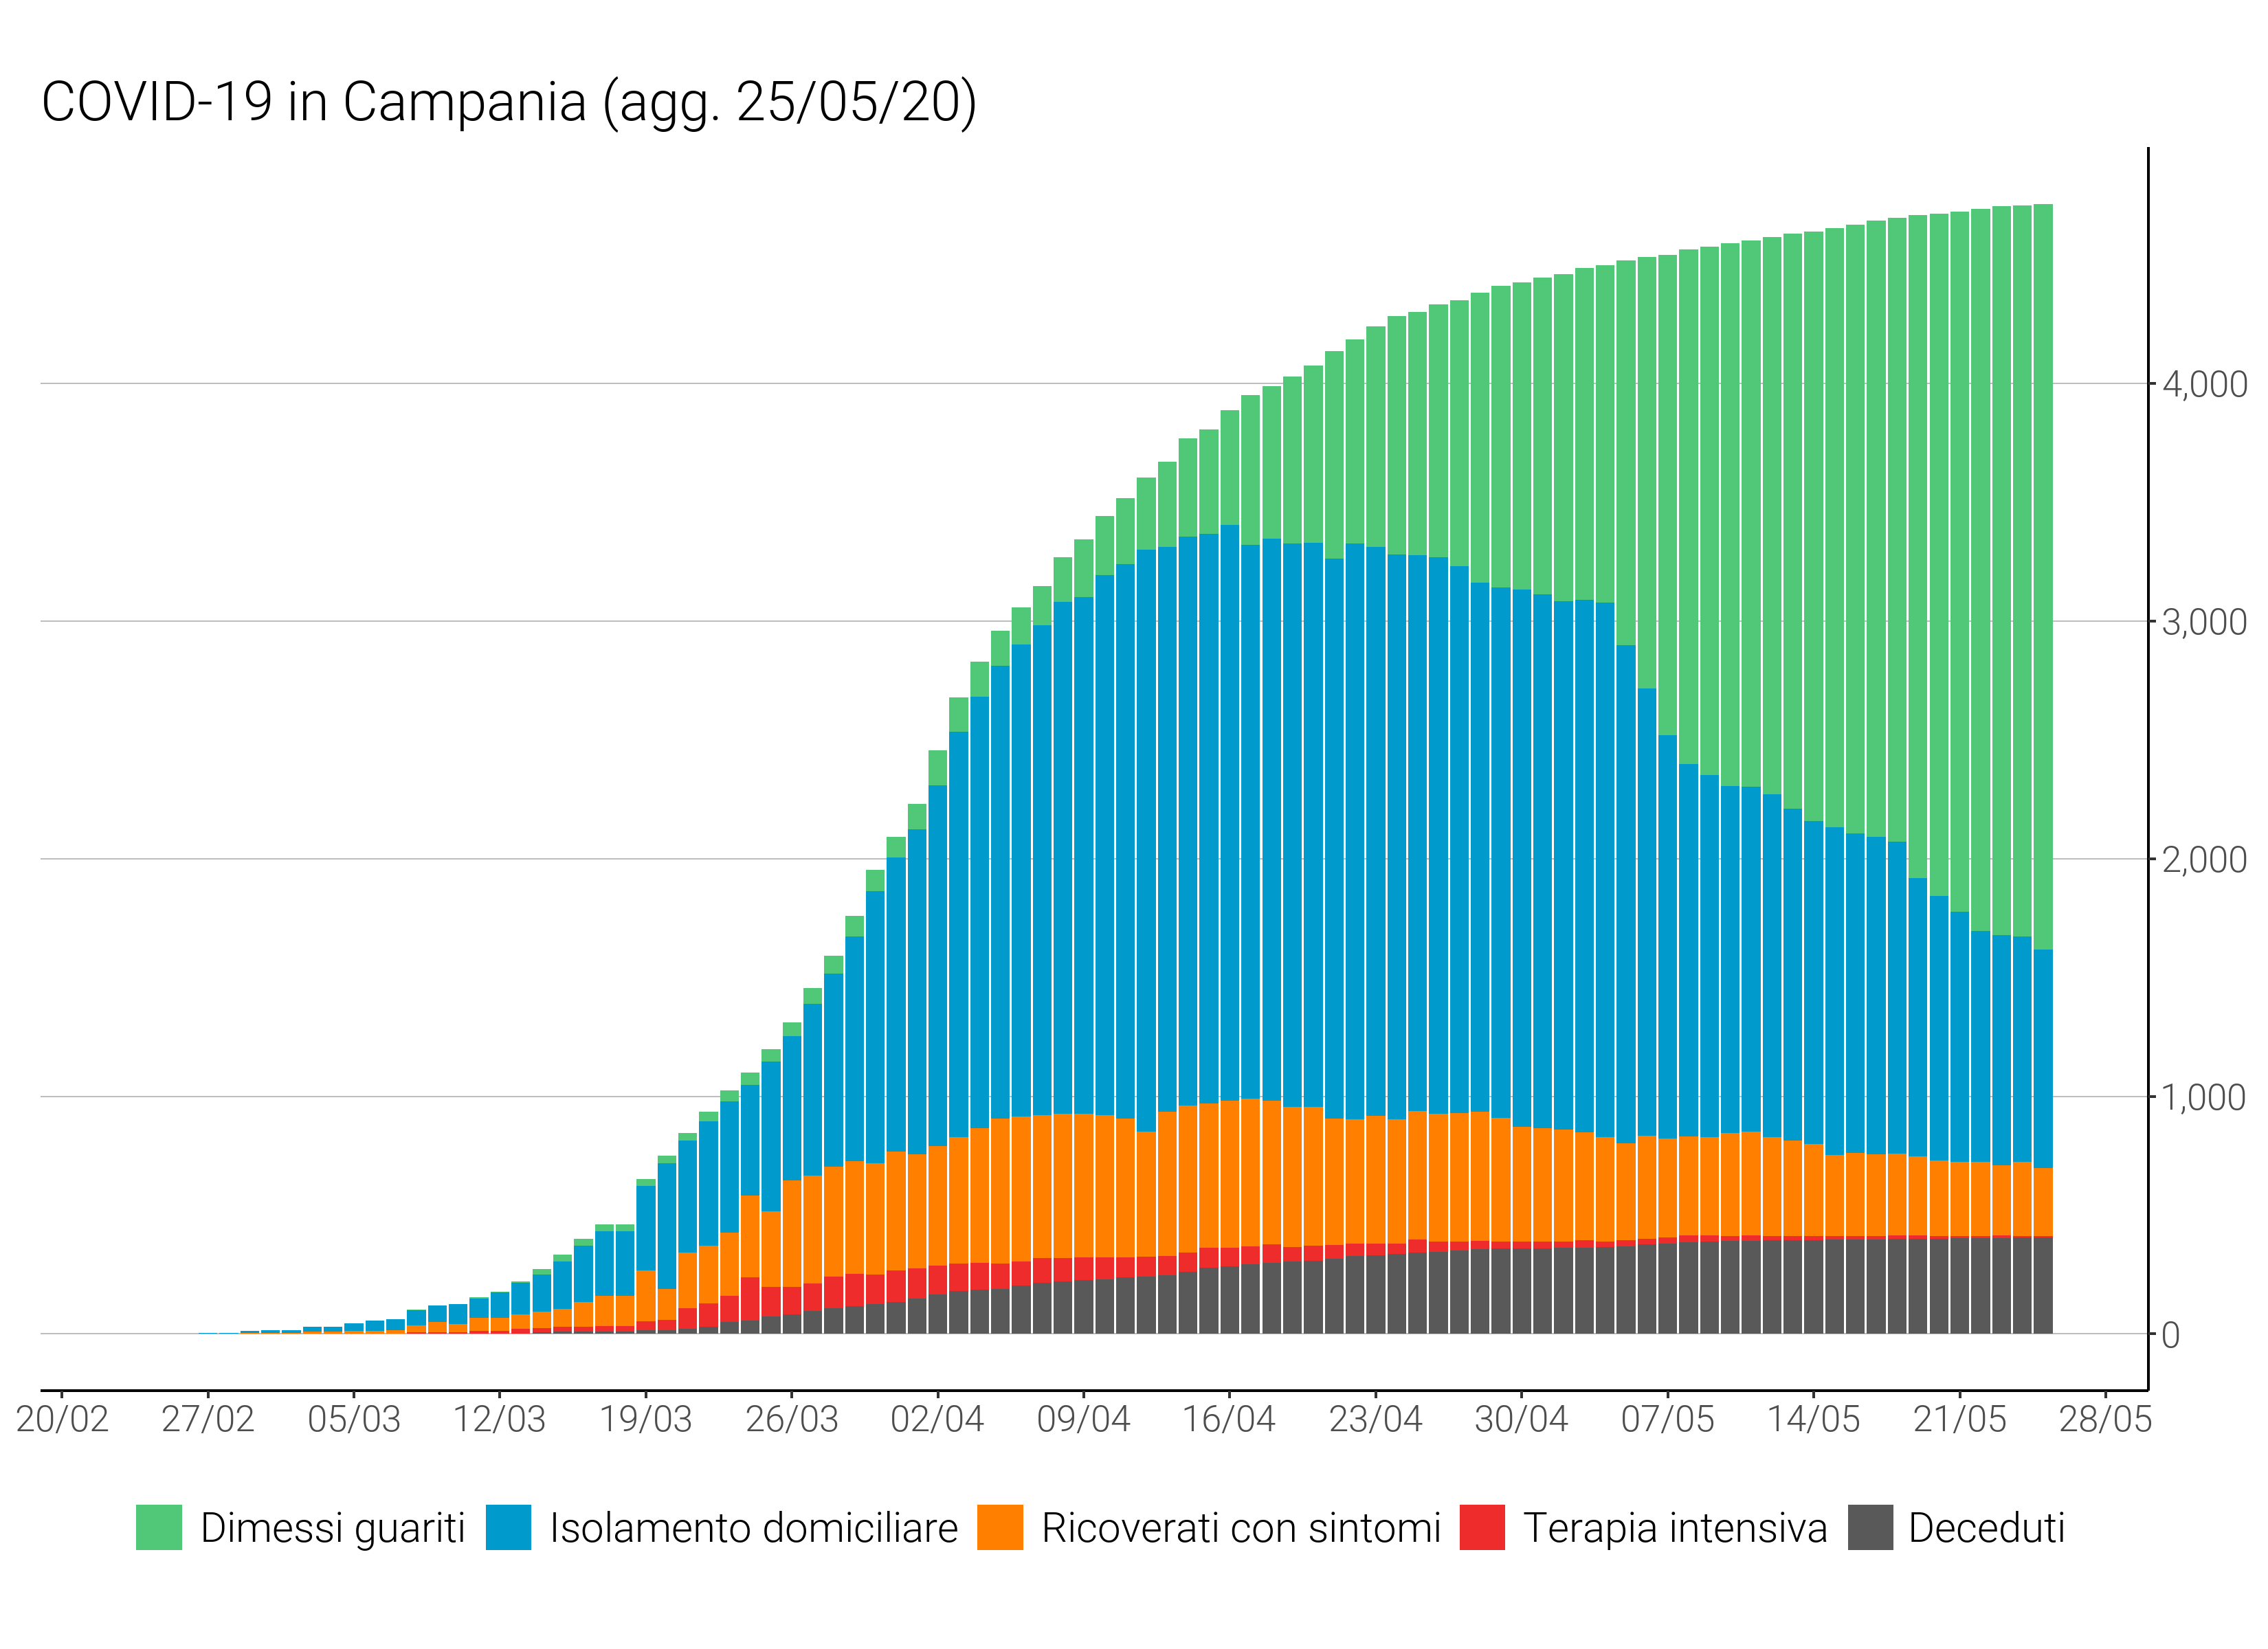 COVID-19 in Campania (agg. 25/05/20)
4,000
3,000
2,000
1,000
0
20/02 27/02 05/03 12/03 19/03 26/03 02/04 09/04 16/04 23/04 30/04 07/05 14/05 21/05 28/05
Dimessi guariti Isolamento domiciliare Ricoverati con sintomi Terapia intensiva Deceduti